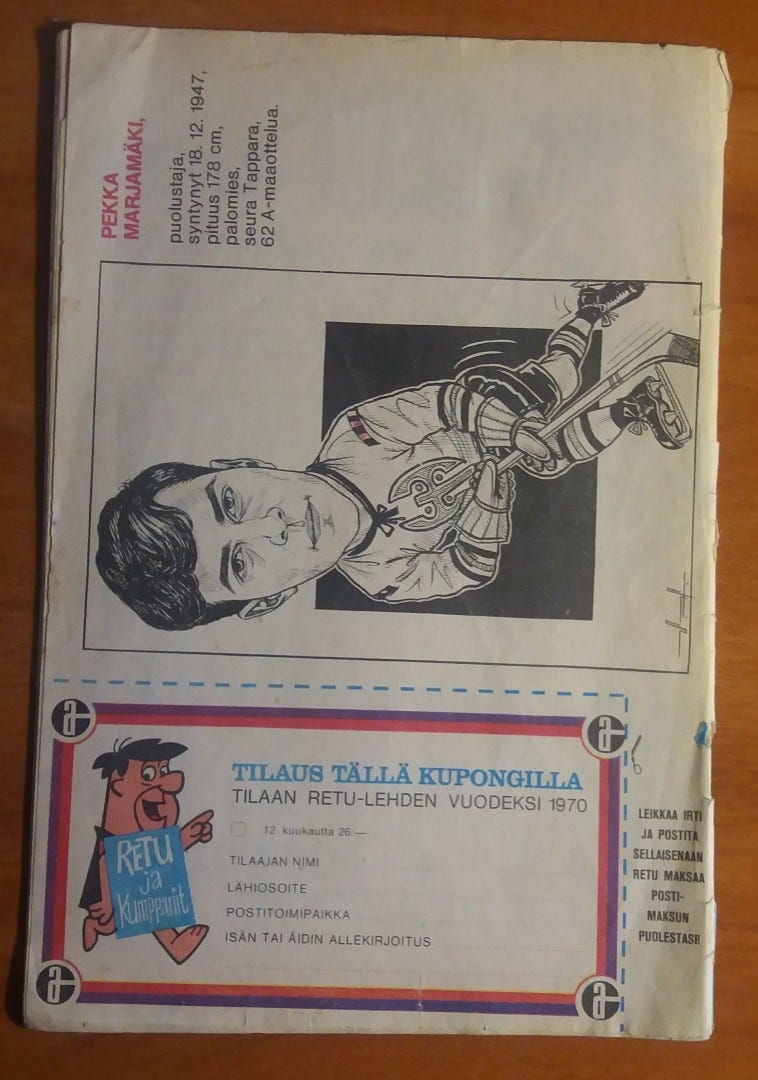 PEKKA
MARJAMÄKI,
puolustaja,
syntynyt 18. 12. 1947,
pituus 178 cm,
palomies,
seura Tappara,
62 A-maaottelua.
TILAUS TÄLLÄ KUPONGILLA
TILAAN RETU-LEHDEN VUODEKSI 1970
12 kuukautta 26:—
TILAAJAN NIMI
LÄHIOSOITE
POSTITOIMIPAIKKA
ISÄN TAI ÄIDIN ALLEKIRJOITUS
RETU
ja
Kumppanit
LEIKKAA IRTI
JA POSTITA
SELLAISENAAN
RETU MAKSAA
POSTI-
MAKSUN
PUOLESTASI!